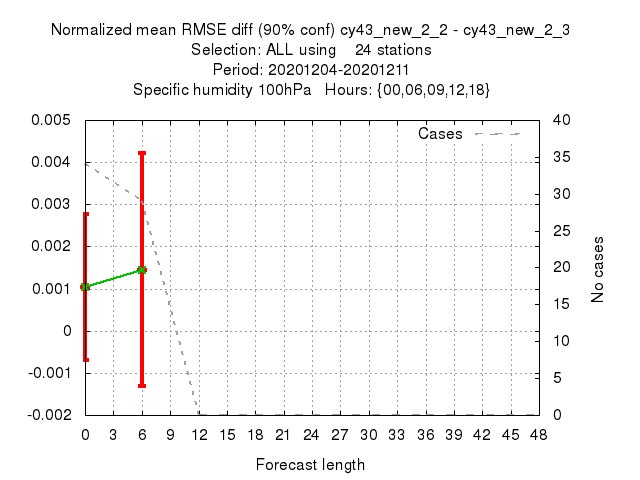 Normalized mean RMSE diff (90% conf) cy43_new_2_2 - cy43_new_2_3
Selection: ALL using    24 stations
Period: 20201204-20201211
Specific humidity 100hPa   Hours: {00,06,09,12,18}
Cases
0.005
0.004
0.003
0.002
0.001
0
-0.001
-0.002
40
35
30
25
20
15
10
5
0
No cases
0 3 6 9 12 15 18 21 24 27 30 33 36 39 42 45 48
Forecast length